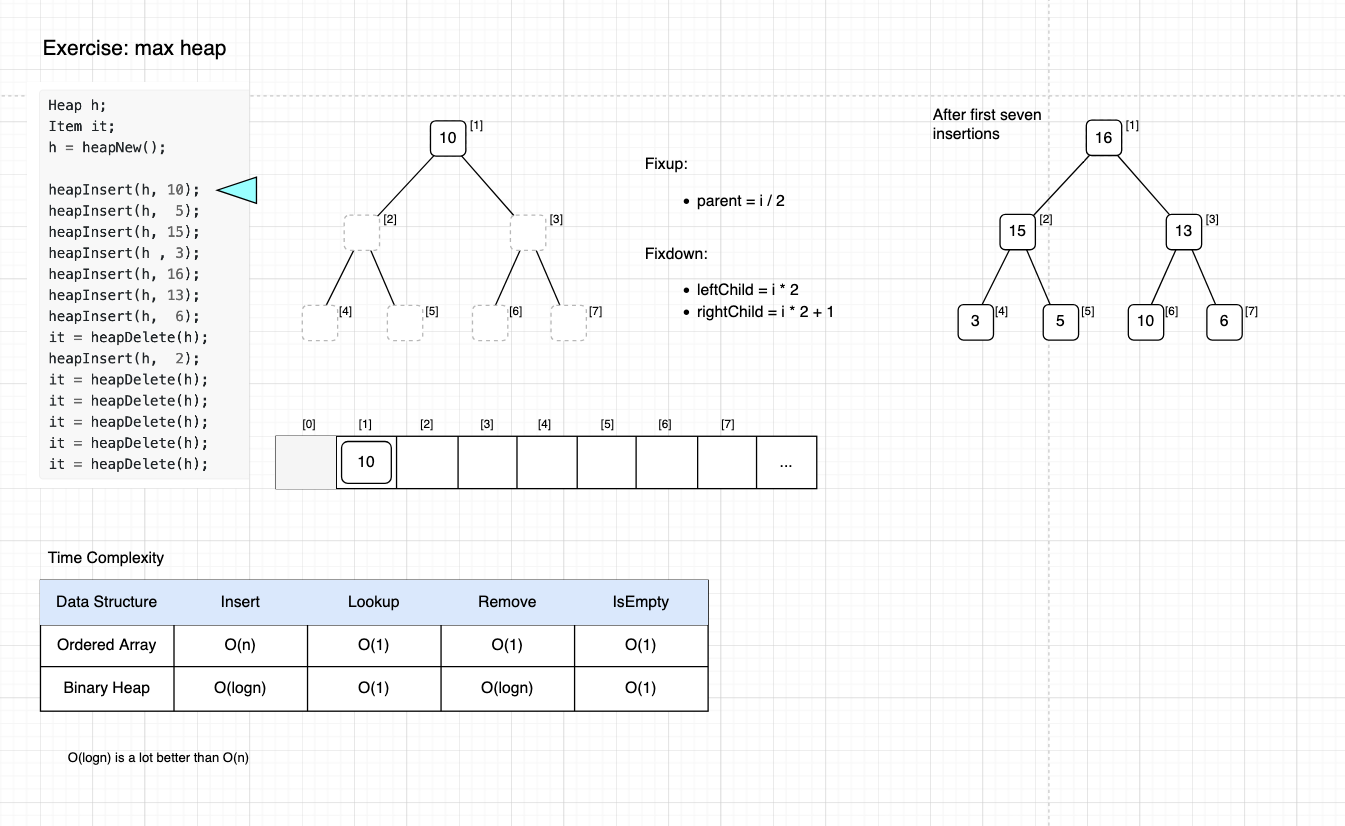 Exercise: max heap
Heap h;
Item it;
h = heapNew();
heapInsert(h, 10);
heapInsert(h,  5);
heapInsert(h, 15);
heapInsert(h , 3);
heapInsert(h, 16);
heapInsert(h, 13);
heapInsert(h,  6);
it = heapDelete(h);
heapInsert(h,  2);
it = heapDelete(h);
it = heapDelete(h);
it = heapDelete(h);
it = heapDelete(h);
it = heapDelete(h);
10 [1]
[2] [3]
[4] [5] [6] [7]
Fixup:
• parent = i / 2
Fixdown:
• leftChild = i * 2
• rightChild = i * 2 + 1
After first seven
insertions
16 [1]
15 [2] 13 [3]
3 [4] 5 [5] 10 [6] 6 [7]
[0] [1] [2] [3] [4] [5] [6] [7]
10 ...
Time Complexity
Data Structure Insert Lookup Remove IsEmpty
Ordered Array O(n) O(1) O(1) O(1)
Binary Heap O(logn) O(1) O(logn) O(1)
O(logn) is a lot better than O(n)